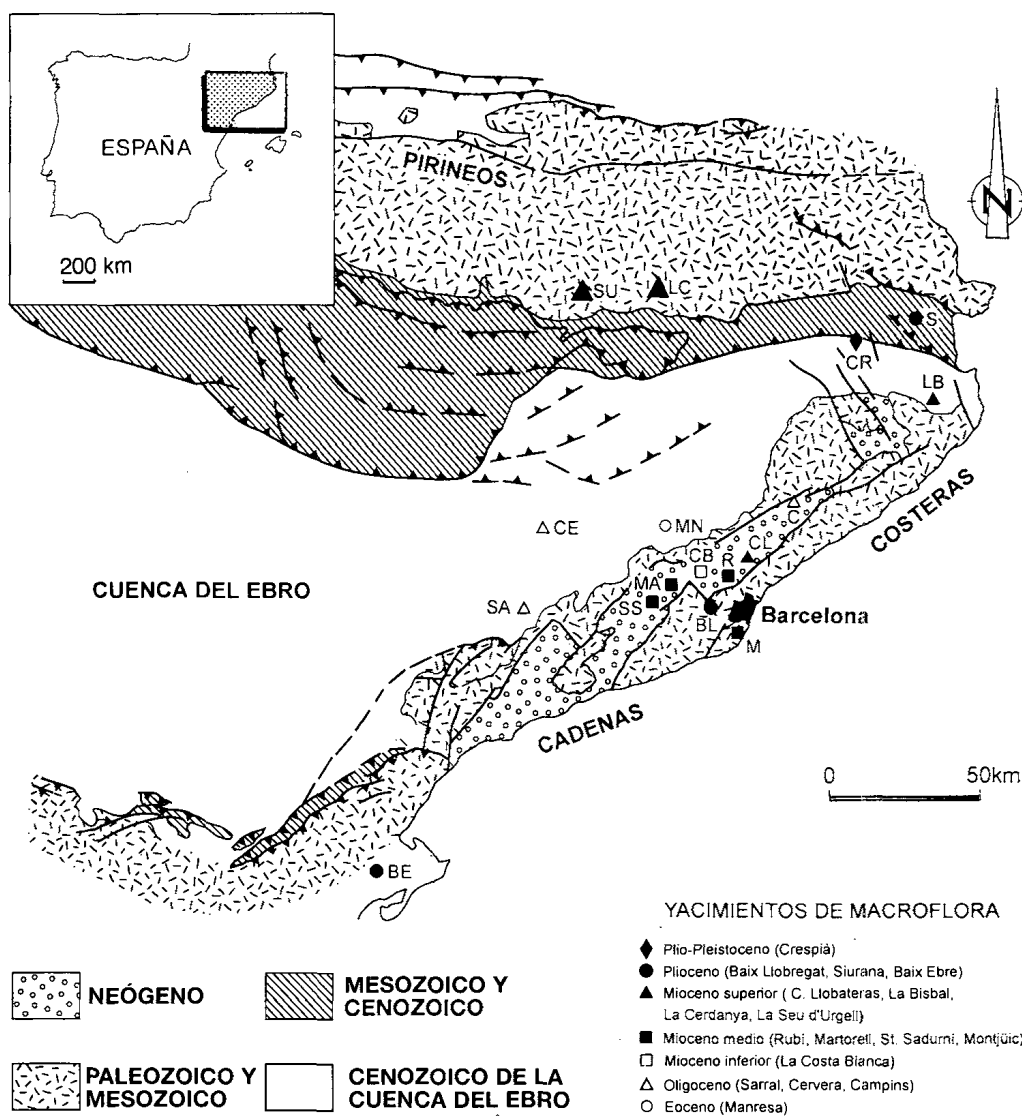 ESPAÑA
200 km
PIRINEOS
N
SU
LC
S
CR
LB
COSTERAS
CE
MN
C
CL
CB
R
MA
CUENCA DEL EBRO
SA
SS
BL
Barcelona
M
CADENAS
0 50km
BE
YACIMIENTOS DE MACROFLORA
Plio-Pleistoceno (Crespià)
Plioceno (Baix Llobregat, Siurana, Baix Ebre)
Mioceno superior ( C. Llobateras, La Bisbal,
La Cerdanya, La Seu d'Urgell)
Mioceno medio (Rubí, Martorell, St. Sadurní, Montjüic)
Mioceno inferior (La Costa Blanca)
Oligoceno (Sarral, Cervera, Campins)
Eoceno (Manresa)
NEÓGENO
MESOZOICO Y
CENOZOICO
PALEOZOICO Y
MESOZOICO
CENOZOICO DE LA
CUENCA DEL EBRO